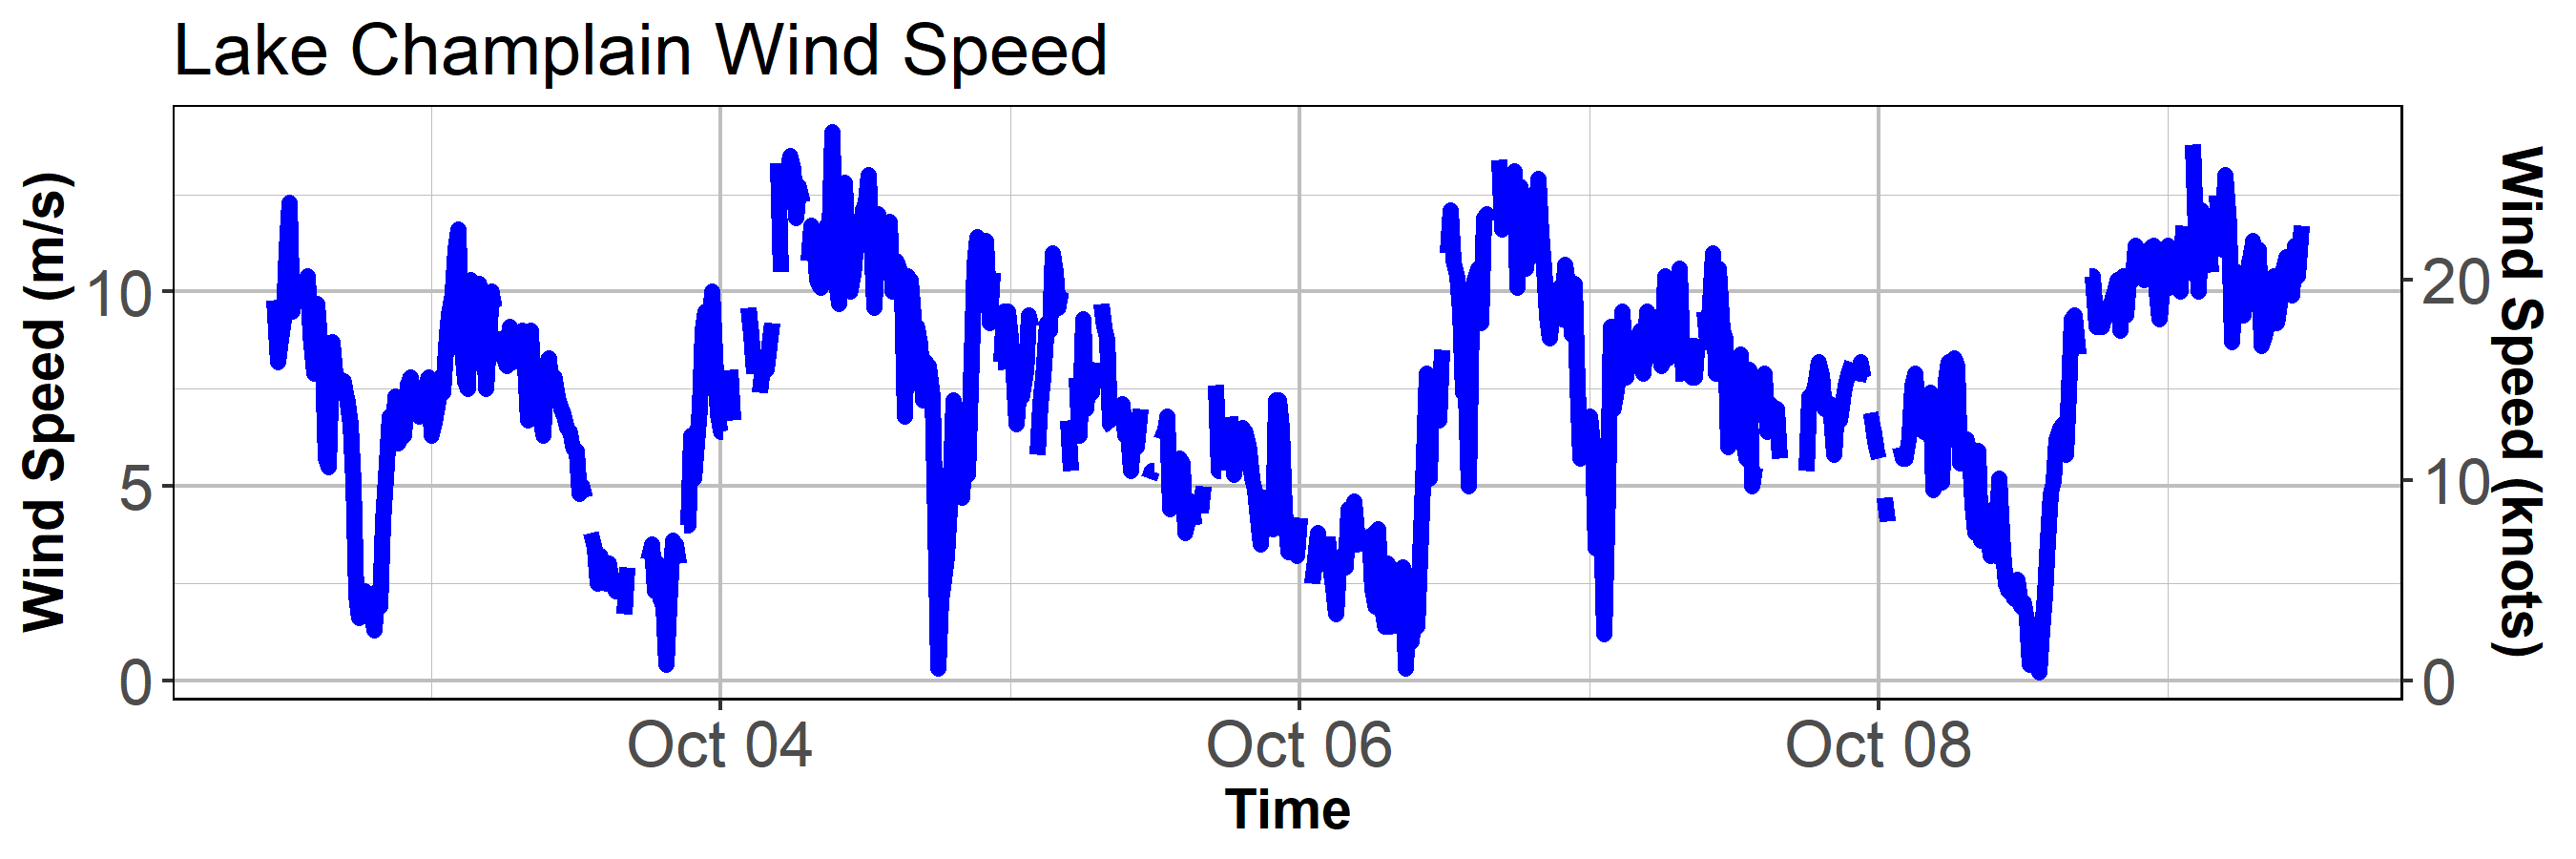 Lake Champlain Wind Speed
Wind Speed (m/s)
10
5
0
20
10
0
Wind Speed (knots)
Oct 04
Oct 06
Oct 08
Time